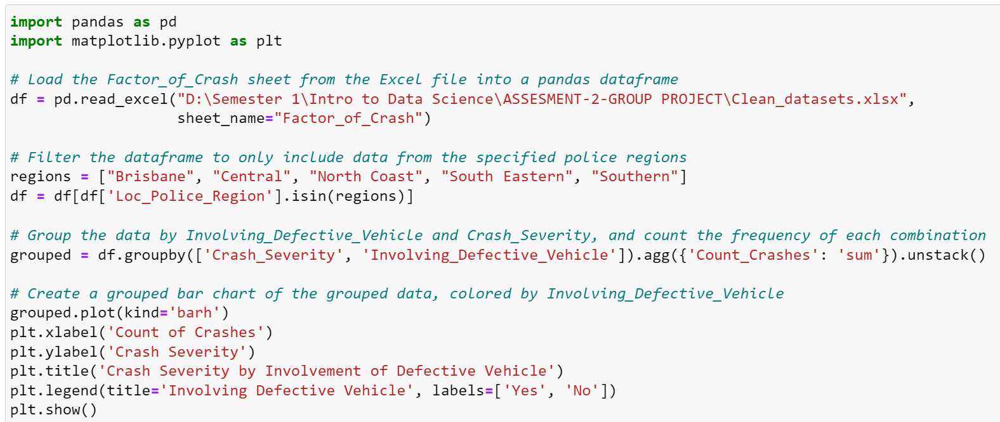 import pandas as pd
import matplotlib.pyplot as plt
# Load the Factor_of_Crash sheet from the Excel file into a pandas dataframe
df = pd.read_excel("D:\Semester 1\Intro to Data Science\ASSESMENT-2-GROUP PROJECT\Clean_datasets.xlsx",
sheet_name="Factor_of_Crash")
# Filter the dataframe to only include data from the specified police regions
regions = ["Brisbane", "Central", "North Coast", "South Eastern", "Southern"]
df = df[df['Loc_Police_Region'].isin(regions)]
# Group the data by Involving_Defective_Vehicle and Crash_Severity, and count the frequency of each combination
grouped = df.groupby(['Crash_Severity', 'Involving_Defective_Vehicle']).agg({'Count_Crashes': 'sum'}).unstack()
# Create a grouped bar chart of the grouped data, colored by Involving_Defective_Vehicle
grouped.plot(kind='barh')
plt.xlabel('Count of Crashes')
plt.ylabel('Crash Severity')
plt.title('Crash Severity by Involvement of Defective Vehicle')
plt.legend(title='Involving Defective Vehicle', labels=['Yes', 'No'])
plt.show()